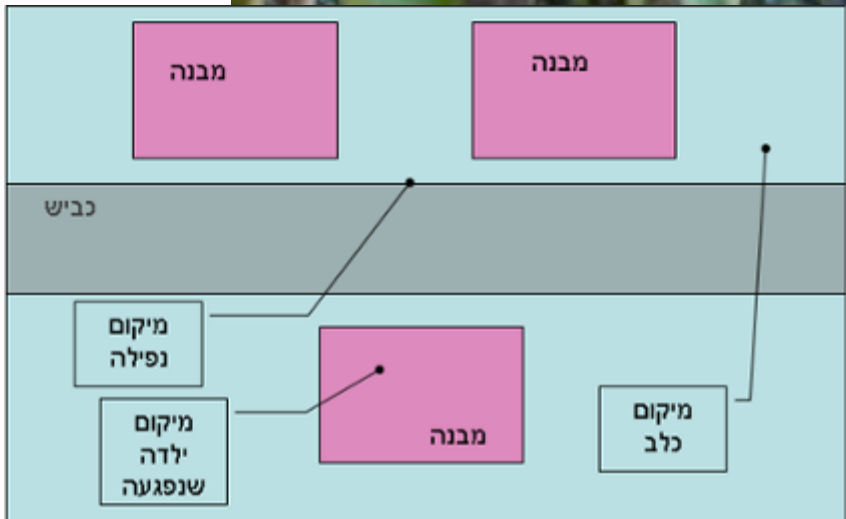 מבנה
מבנה
כביש
מיקום
נפילה
מיקום
ילדה
שנפגעה
מבנה
מיקום
כלב